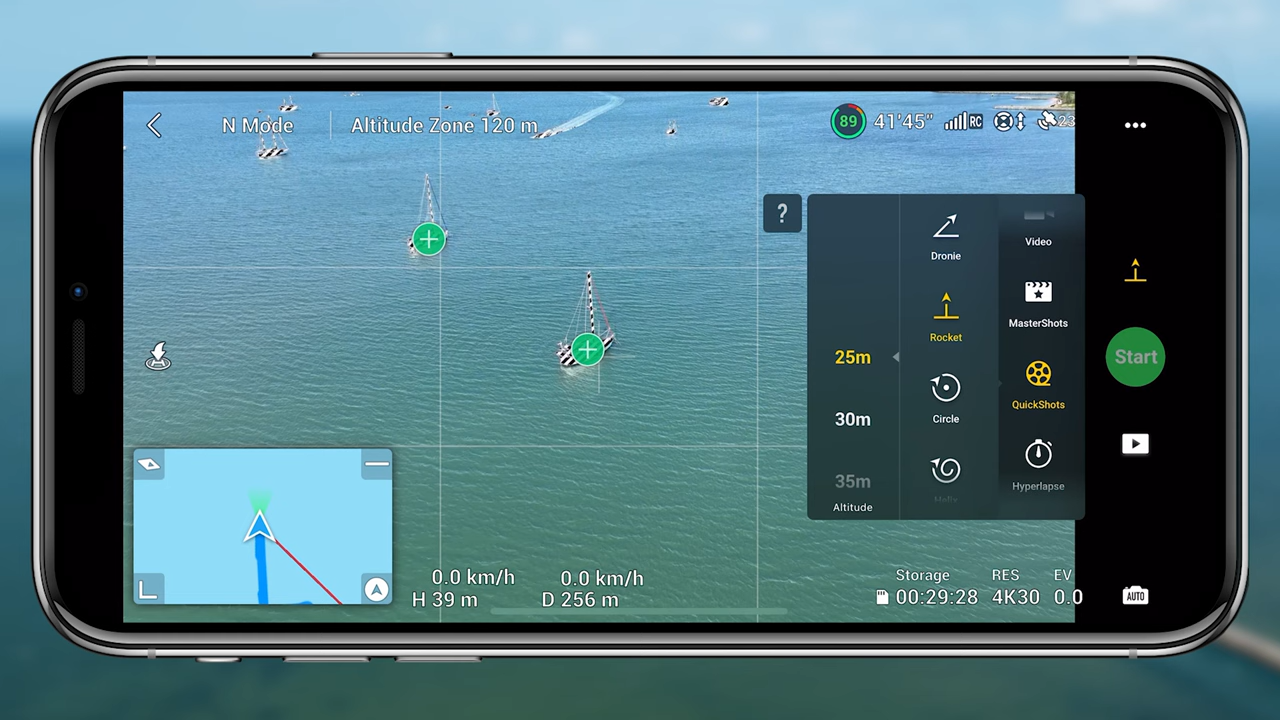 N Mode
Altitude Zone 120 m
89
41'45"
RC
23
?
Dronie
Video
Rocket
MasterShots
25m
Start
QuickShots
Circle
30m
35m
Altitude
Helix
Hyperlapse
0.0 km/h
0.0 km/h
H 39 m
D 256 m
Storage
RES
EV
00:29:28
4K30
0.0
AUTO